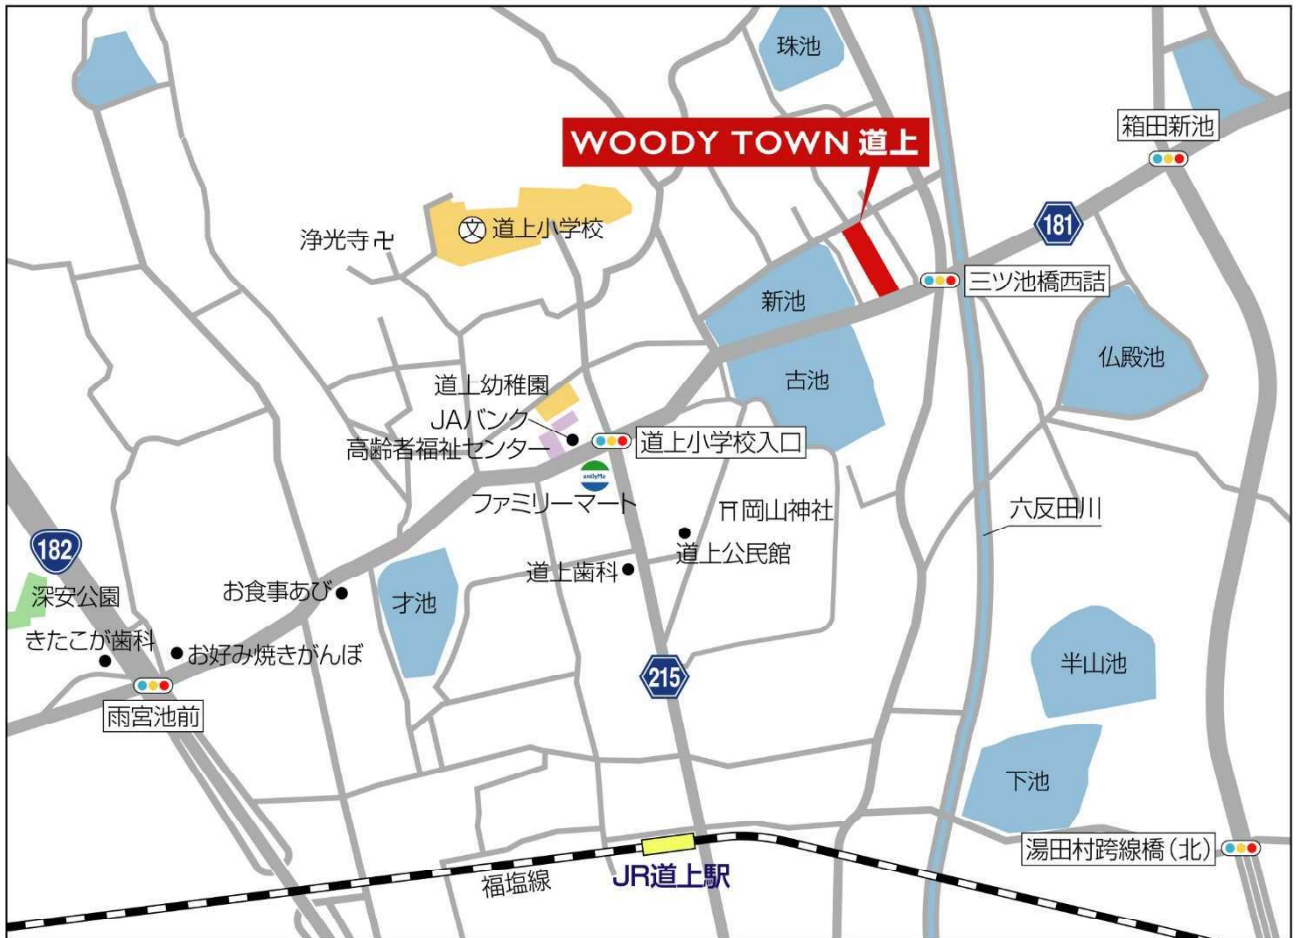 珠池
箱田新池
WOODY TOWN 道上
文 道上小学校
浄光寺卍
181
三ツ池橋西詰
新池
仏殿池
古池
道上幼稚園
JAバンク
高齢者福祉センター
道上小学校入口
ファミリーマート
岡山神社
六反田川
182
道上公民館
道上歯科
深安公園
お食事あび
才池
きたこが歯科
お好み焼きがんぼ
半山池
215
雨宮池前
下池
湯田村跨線橋(北)
福塩線
JR道上駅